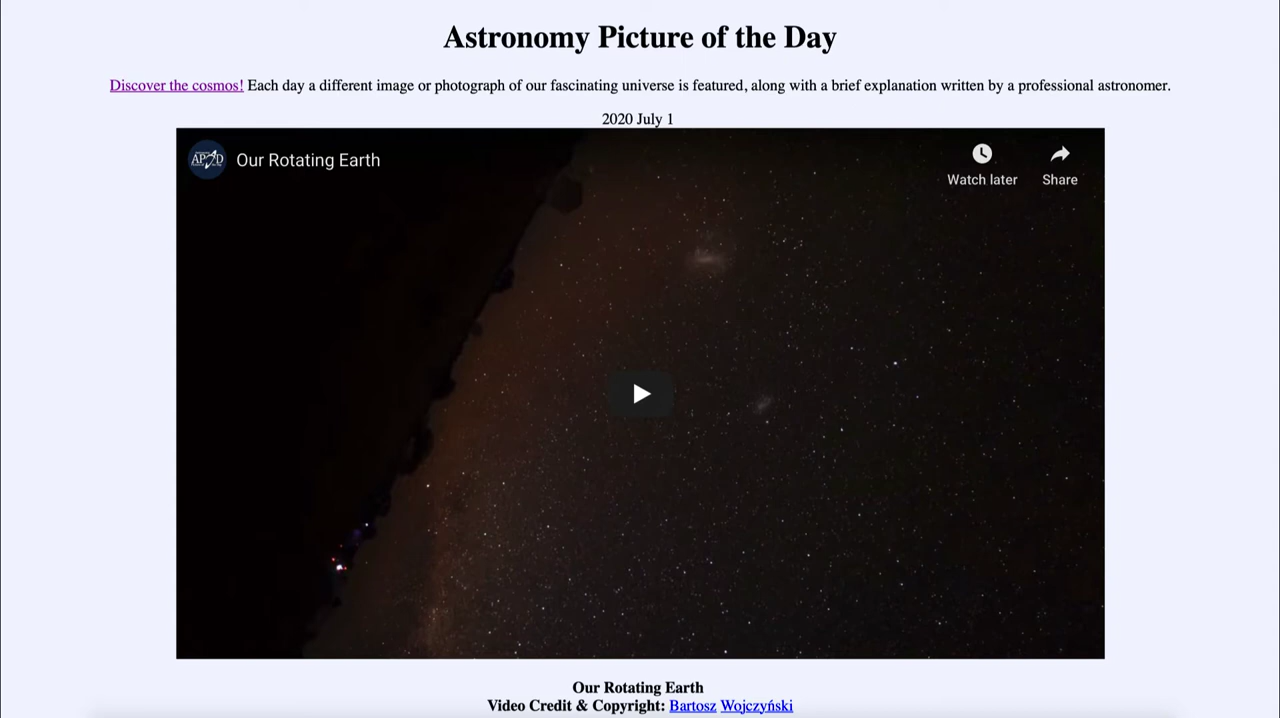 Astronomy Picture of the Day
Discover the cosmos! Each day a different image or photograph of our fascinating universe is featured, along with a brief explanation written by a professional astronomer.
2020 July 1
APOD Our Rotating Earth
Watch later Share
Our Rotating Earth
Video Credit & Copyright: Bartosz Wojczyński